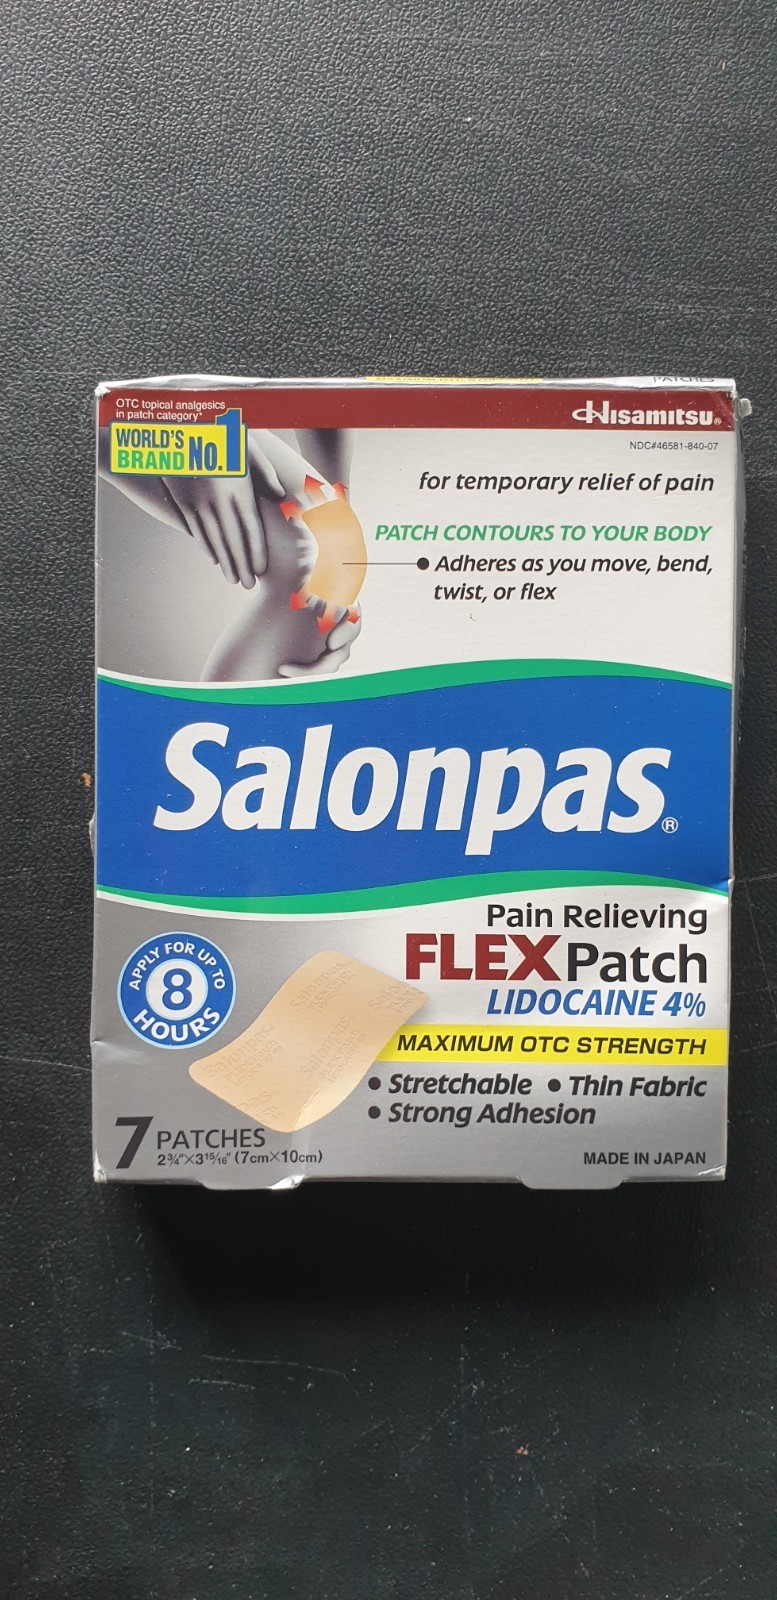 PATCHES
OTC topical analgesics
in patch category*
WORLD'S
BRAND NO.1
Hisamitsu®
NDC#46581-840-07
for temporary relief of pain
PATCH CONTOURS TO YOUR BODY
● Adheres as you move, bend,
twist, or flex
Salonpas®
Pain Relieving
FLEX Patch
LIDOCAINE 4%
MAXIMUM OTC STRENGTH
APPLY FOR UP TO
8
HOURS
● Stretchable ● Thin Fabric
● Strong Adhesion
7 PATCHES
2¾"×3¹⁵⁄₁₆" (7cm×10cm)
MADE IN JAPAN